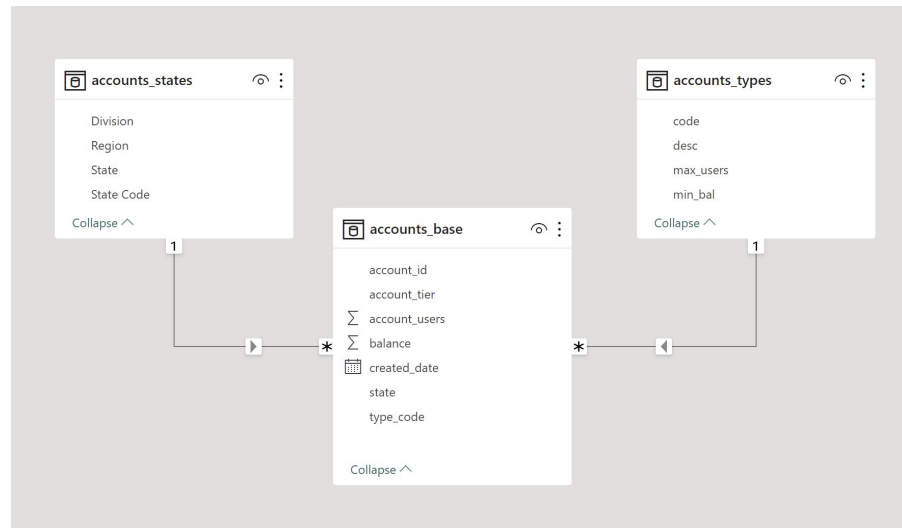 accounts_states
Division
Region
State
State Code
Collapse
1
accounts_types
code
desc
max_users
min_bal
Collapse
1
accounts_base
account_id
account_tier
account_users
balance
created_date
state
type_code
Collapse
*
*